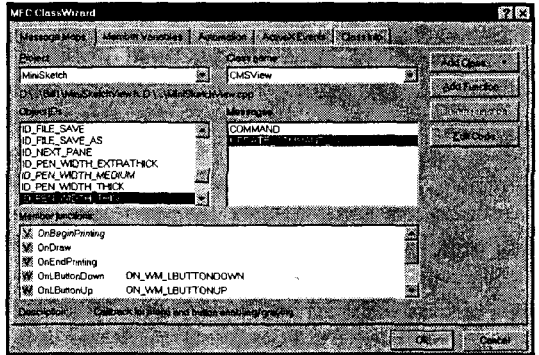 MFC ClassWizard
Message Maps Member Variables Automation ActiveX Events Class Info
Project Class name
MiniSketch CMSView Add Class...
Add Function
Object IDs Messages
ID_FILE_SAVE COMMAND
ID_FILE_SAVE_AS Edit Code
ID_NEXT_PANE
ID_PEN_WIDTH_EXTRATHICK
ID_PEN_WIDTH_MEDIUM
ID_PEN_WIDTH_THICK
Member functions
V OnBeginPrinting
V OnDraw
V OnEndPrinting
W OnLButtonDown ON_WM_LBUTTONDOWN
W OnLButtonUp ON_WM_LBUTTONUP
Description:
OK Cancel